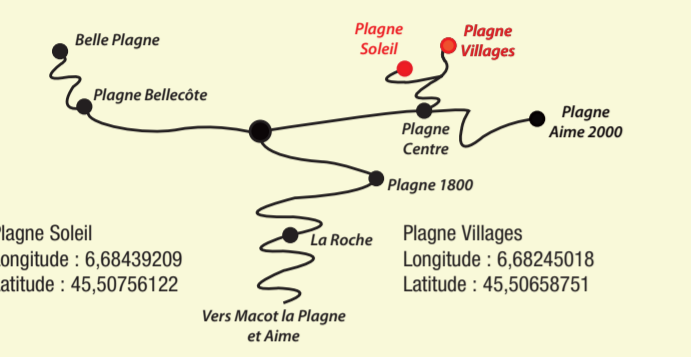 Belle Plagne
Plagne
Soleil
Plagne
Villages
Plagne Bellecôte
Plagne
Centre
Plagne
Aime 2000
Plagne 1800
La Roche
Vers Macot la Plagne
et Aime
lagne Soleil
ongitude : 6,68439209
atitude : 45,50756122
Plagne Villages
Longitude : 6,68245018
Latitude : 45,50658751